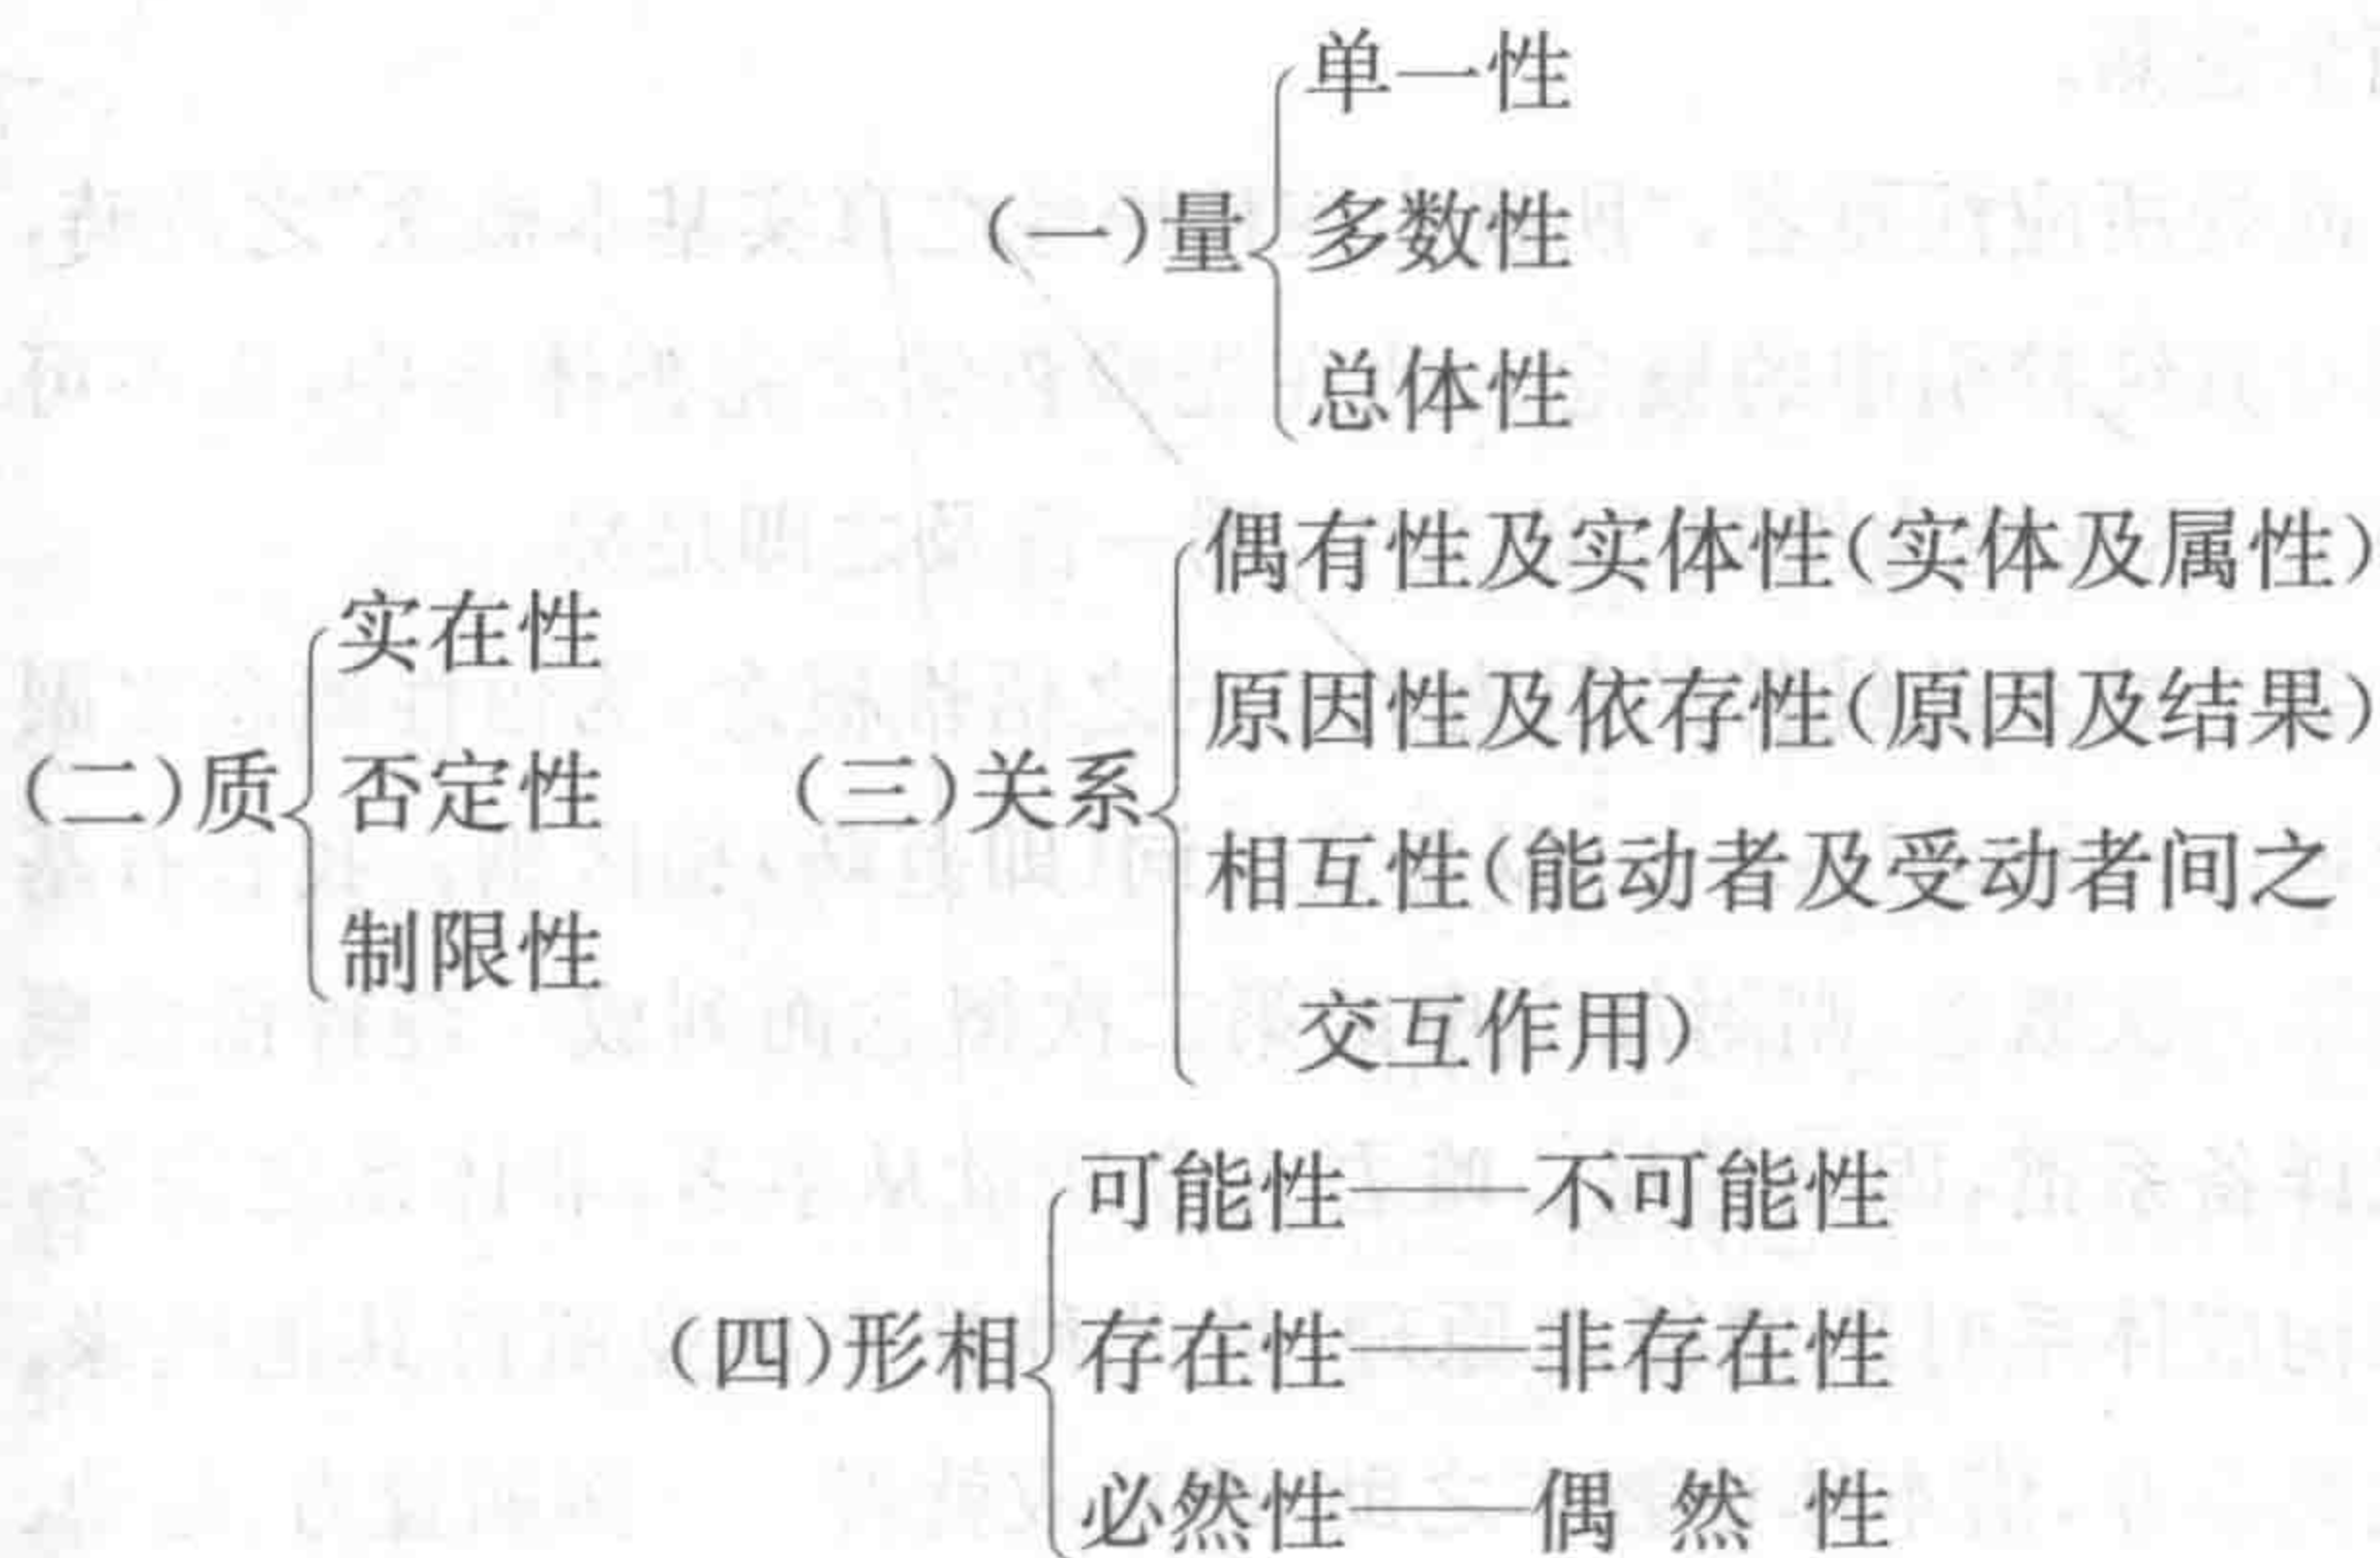 单一性
(一)量 多数性
总体性
(二)质
实在性
否定性
制限性
(三)关系
偶有性及实体性(实体及属性)
原因性及依存性(原因及结果)
相互性(能动者及受动者间之
交互作用)
(四)形相
可能性——不可能性
存在性——非存在性
必然性——偶然性